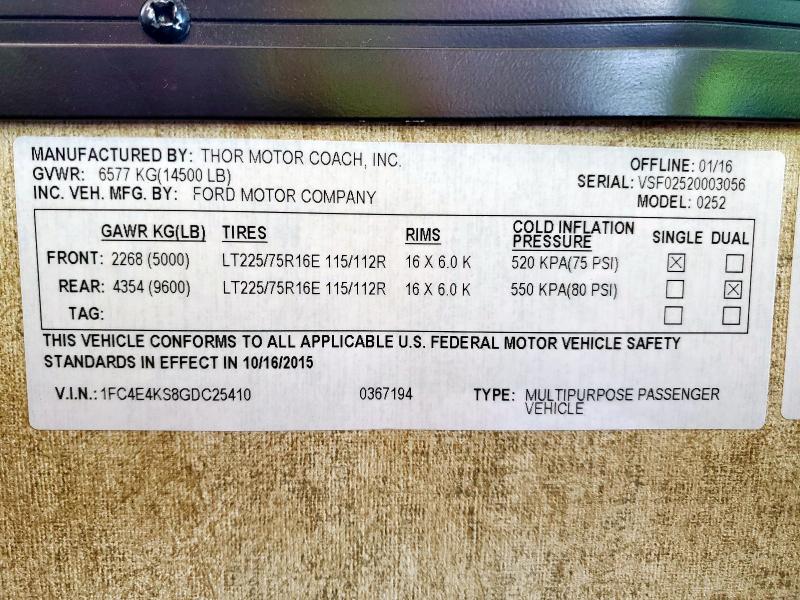 MANUFACTURED BY: THOR MOTOR COACH, INC.
GVWR: 6577 KG(14500 LB)
INC. VEH. MFG. BY: FORD MOTOR COMPANY
OFFLINE: 01/16
SERIAL: VSF02520003056
MODEL: 0252
GAWR KG(LB) TIRES RIMS COLD INFLATION PRESSURE SINGLE DUAL
FRONT: 2268 (5000) LT225/75R16E 115/112R 16 X 6.0 K 520 KPA(75 PSI) ☒ ☐
REAR: 4354 (9600) LT225/75R16E 115/112R 16 X 6.0 K 550 KPA(80 PSI) ☐ ☒
TAG: ☐ ☐
THIS VEHICLE CONFORMS TO ALL APPLICABLE U.S. FEDERAL MOTOR VEHICLE SAFETY
STANDARDS IN EFFECT IN 10/16/2015
V.I.N.: 1FC4E4KS8GDC25410 0367194 TYPE: MULTIPURPOSE PASSENGER
VEHICLE